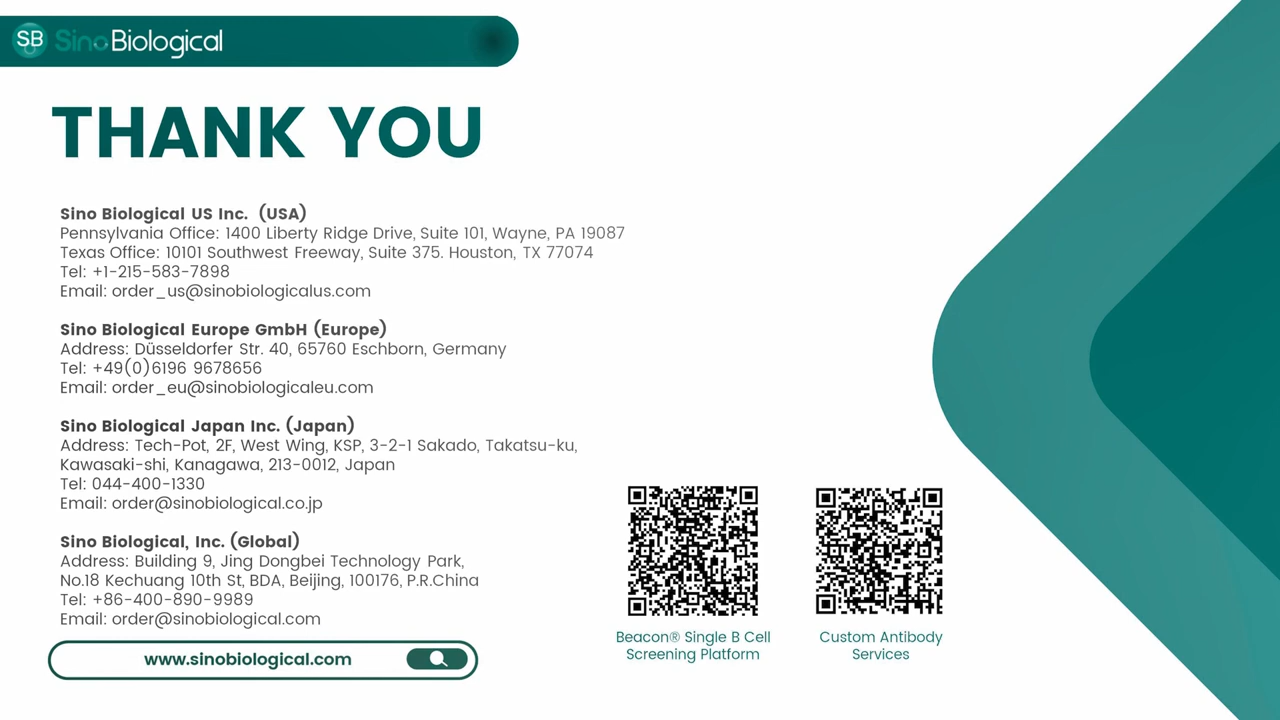 SB SinoBiological
THANK YOU
Sino Biological US Inc. (USA)
Pennsylvania Office: 1400 Liberty Ridge Drive, Suite 101, Wayne, PA 19087
Texas Office: 10101 Southwest Freeway, Suite 375. Houston, TX 77074
Tel: +1-215-583-7898
Email: order_us@sinobiologicalus.com
Sino Biological Europe GmbH (Europe)
Address: Düsseldorfer Str. 40, 65760 Eschborn, Germany
Tel: +49(0)6196 9678656
Email: order_eu@sinobiologicaleu.com
Sino Biological Japan Inc. (Japan)
Address: Tech-Pot, 2F, West Wing, KSP, 3-2-1 Sakado, Takatsu-ku,
Kawasaki-shi, Kanagawa, 213-0012, Japan
Tel: 044-400-1330
Email: order@sinobiological.co.jp
Sino Biological, Inc. (Global)
Address: Building 9, Jing Dongbei Technology Park,
No.18 Kechuang 10th St, BDA, Beijing, 100176, P.R.China
Tel: +86-400-890-9989
Email: order@sinobiological.com
www.sinobiological.com
Beacon® Single B Cell
Screening Platform
Custom Antibody
Services